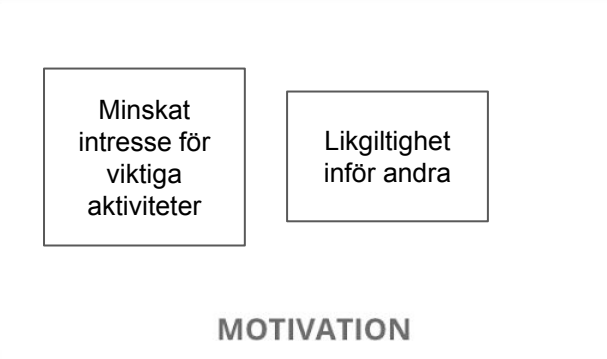 Minskat
intresse för
viktiga
aktiviteter
Likgiltighet
inför andra
MOTIVATION